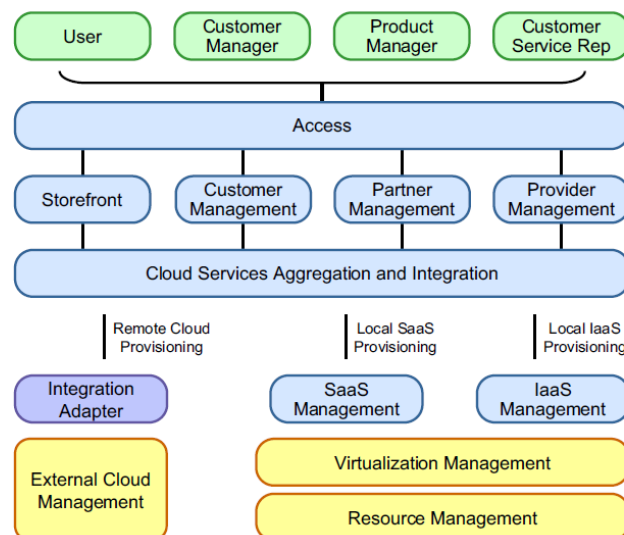 User
Customer
Manager
Product
Manager
Customer
Service Rep
Access
Storefront
Customer
Management
Partner
Management
Provider
Management
Cloud Services Aggregation and Integration
Remote Cloud
Provisioning
Local SaaS
Provisioning
Local IaaS
Provisioning
Integration
Adapter
SaaS
Management
IaaS
Management
External Cloud
Management
Virtualization Management
Resource Management